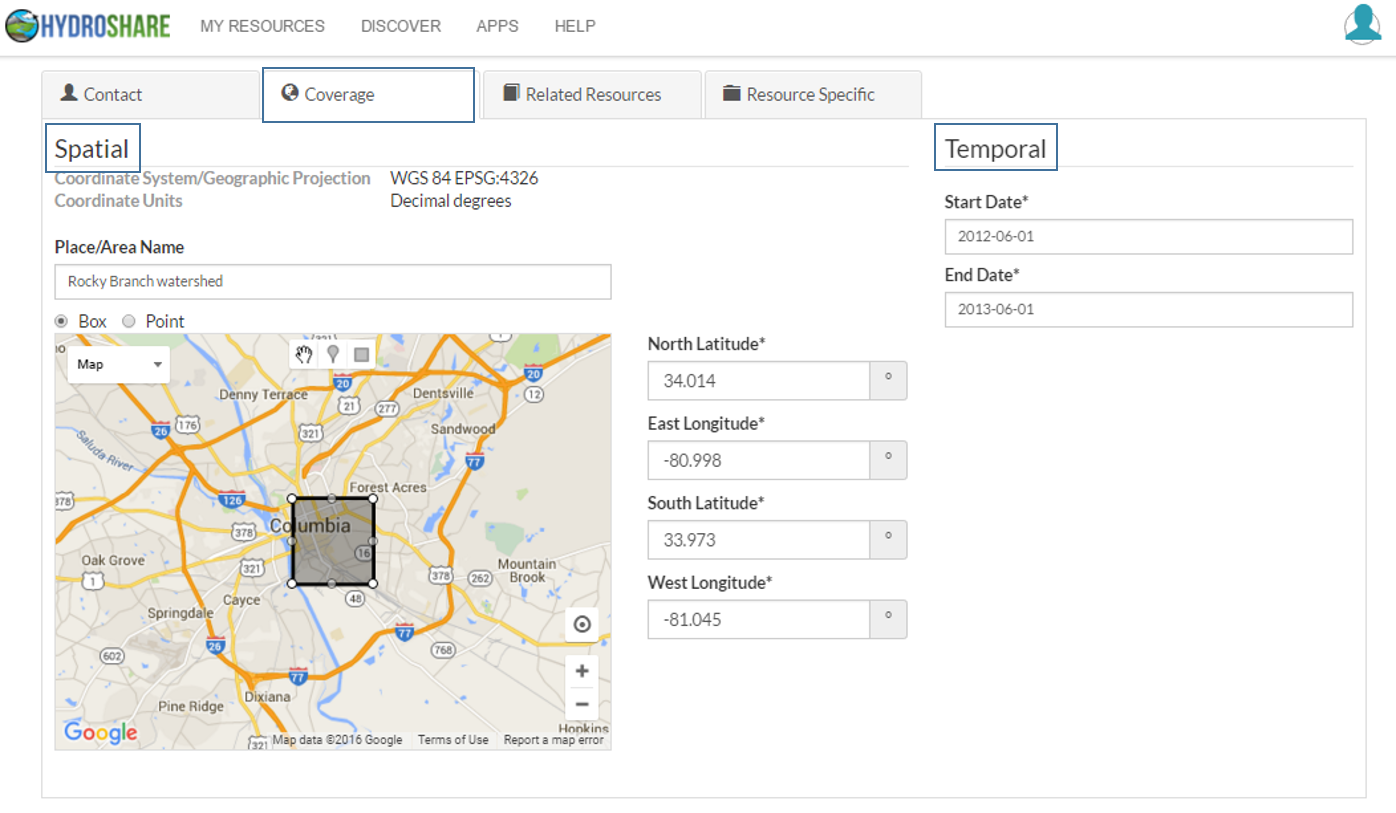 HYDROSHARE MY RESOURCES DISCOVER APPS HELP
Contact Coverage Related Resources Resource Specific
Spatial
Coordinate System/Geographic Projection WGS 84 EPSG:4326
Coordinate Units Decimal degrees
Place/Area Name
Rocky Branch watershed
Box Point
Map
20
20
Denny Terrace
Dentsville
12
21
277
176
26
321
Sandwood
Saluda River
77
Forest Acres
378
126
Columbia
378
16
Oak Grove
321
Mountain
Brook
1
378
262
Cayce
48
Springdale
77
26
768
602
77
Dixiana
Pine Ridge
Hopkins
Google
321
Map data ©2016 Google Terms of Use Report a map error
North Latitude*
34.014 °
East Longitude*
-80.998 °
South Latitude*
33.973 °
West Longitude*
-81.045 °
Temporal
Start Date*
2012-06-01
End Date*
2013-06-01